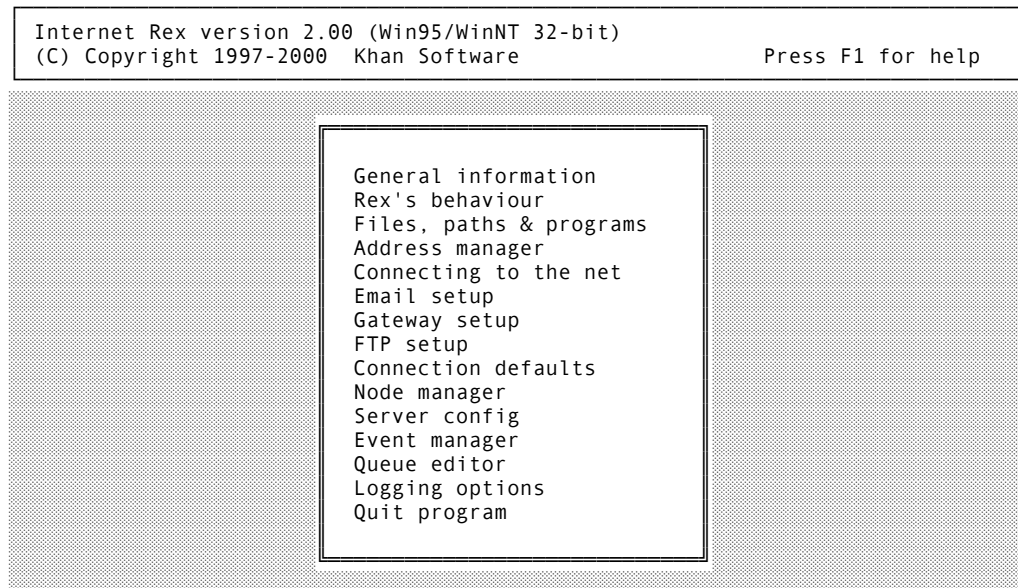 Internet Rex version 2.00 (Win95/WinNT 32-bit)
(C) Copyright 1997-2000 Khan Software Press F1 for help
General information
Rex's behaviour
Files, paths & programs
Address manager
Connecting to the net
Email setup
Gateway setup
FTP setup
Connection defaults
Node manager
Server config
Event manager
Queue editor
Logging options
Quit program